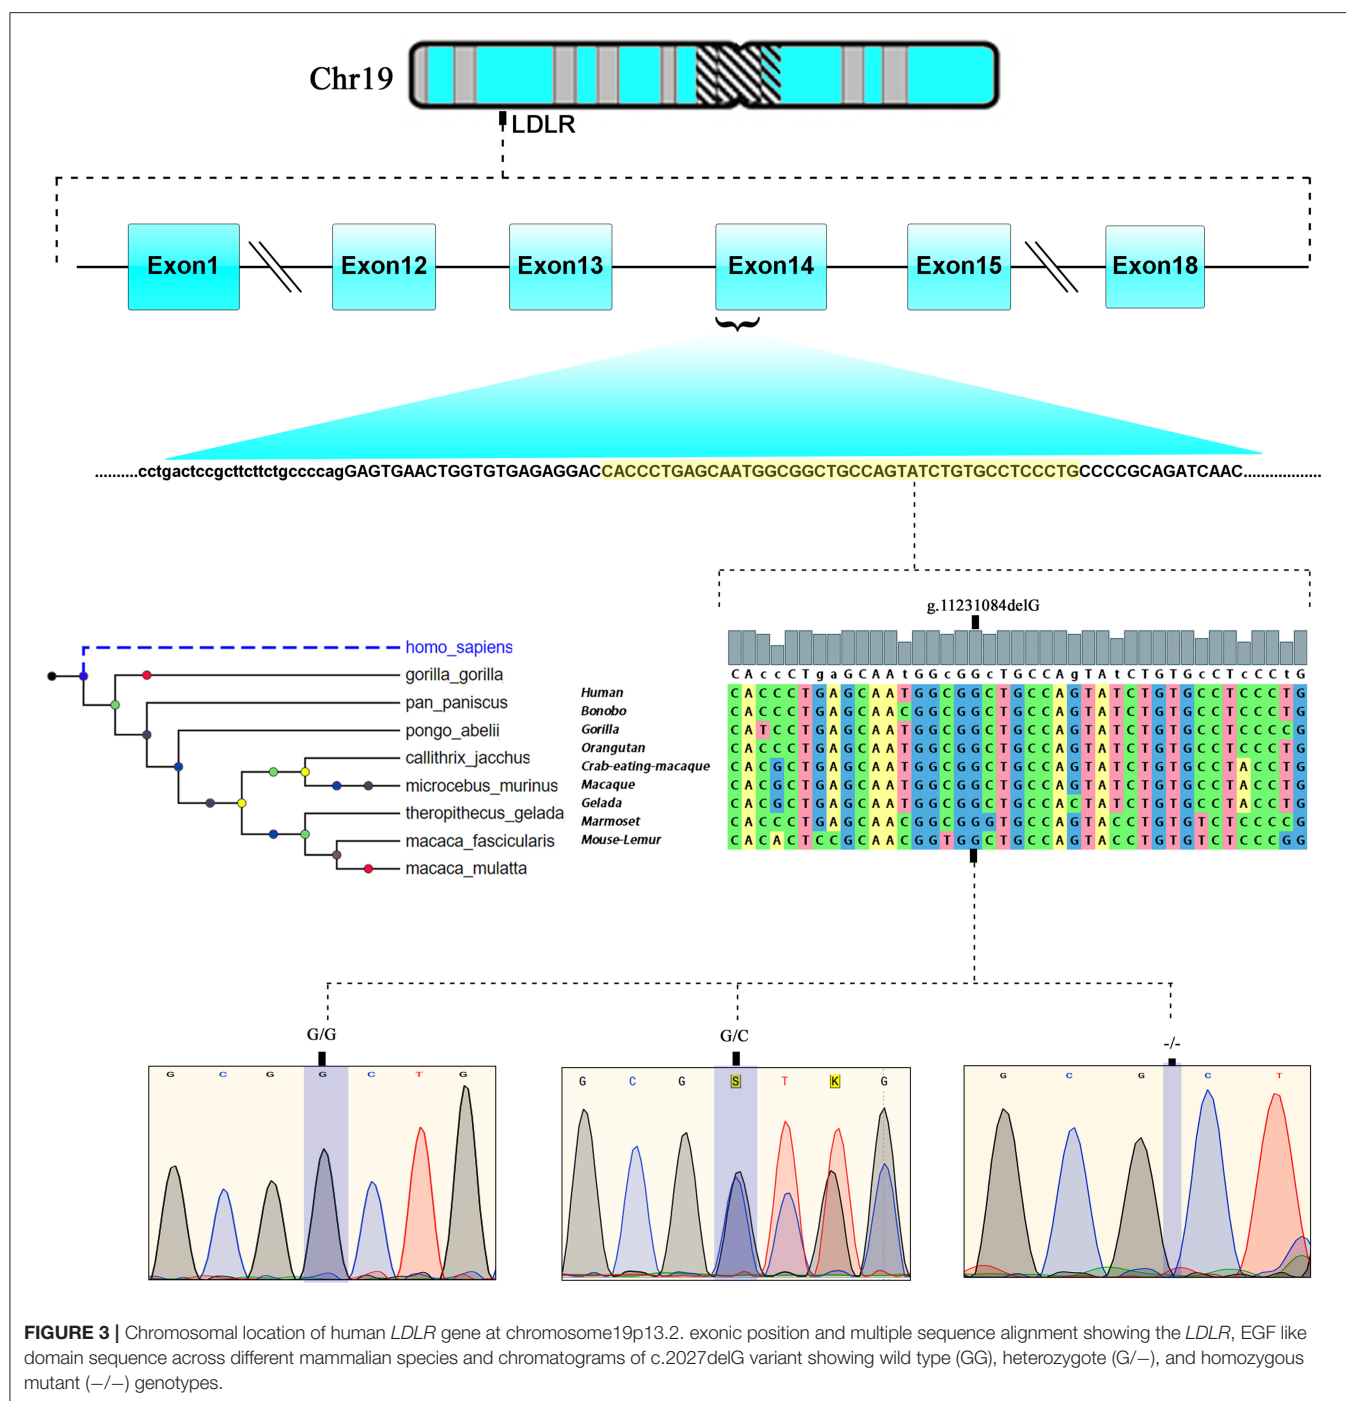 Chr19
LDLR
Exon1
Exon12
Exon13
Exon14
Exon15
Exon18
..........cctgactccgcttcttctgccccagGAGTGAACTGGTGTGAGAGGACCACCCTGAGCAATGGCGGCTGCCAGTATCTGTGCCTCCCTGCCCCGCAGATCAAC..................
g.11231084delG
homo_sapiens
gorilla_gorilla
pan_paniscus
pongo_abelii
callithrix_jacchus
microcebus_murinus
theropithecus_gelada
macaca_fascicularis
macaca_mulatta
C A c c C T g a G C A A t G G c G G c T G C C A g T A t C T G T G c C T c C C t G
Human C A C C C T G A G C A A T G G C G G C T G C C A G T A T C T G T G C C T C C C T G
Bonobo C A C C C T G A G C A A C G G C G G C T G C C A G T A T C T G T G C C T C C C T G
Gorilla C A T C C T G A G C A A T G G C G G C T G C C A G T A T C T G T G C C T C C C C G
Orangutan C A C C C T G A G C A A T G G C G G C T G C C A G T A T C T G T G C C T C C C T G
Crab-eating-macaque C A C G C T G A G C A A T G G C G G C T G C C A G T A T C T G T G C C T A C C T G
Macaque C A C G C T G A G C A A T G G C G G C T G C C A G T A T C T G T G C C T A C C T G
Gelada C A C G C T G A G C A A T G G C G G C T G C C A C T A T C T G T G C C T A C C T G
Marmoset C A C C C T G A G C A A C G G C G G G T G C C A G T A C C T G T G T C T C C C C G
Mouse-Lemur C A C A C T C C G C A A C G G T G G C T G C C A G T A C C T G T G T C T C C C G G
G/G
G C G G C T G
G/C
G C G S T K G
-/-
G C G C T
FIGURE 3 | Chromosomal location of human LDLR gene at chromosome19p13.2. exonic position and multiple sequence alignment showing the LDLR, EGF like
domain sequence across different mammalian species and chromatograms of c.2027delG variant showing wild type (GG), heterozygote (G/−), and homozygous
mutant (−/−) genotypes.